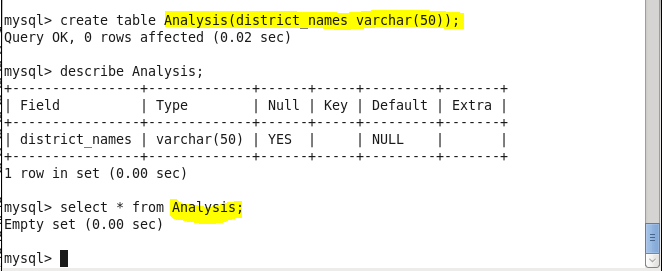 mysql> create table Analysis(district_names varchar(50));
Query OK, 0 rows affected (0.02 sec)
mysql> describe Analysis;
+----------------+-------------+------+-----+---------+-------+
| Field          | Type        | Null | Key | Default | Extra |
+----------------+-------------+------+-----+---------+-------+
| district_names | varchar(50) | YES  |     | NULL    |       |
+----------------+-------------+------+-----+---------+-------+
1 row in set (0.00 sec)
mysql> select * from Analysis;
Empty set (0.00 sec)
mysql>